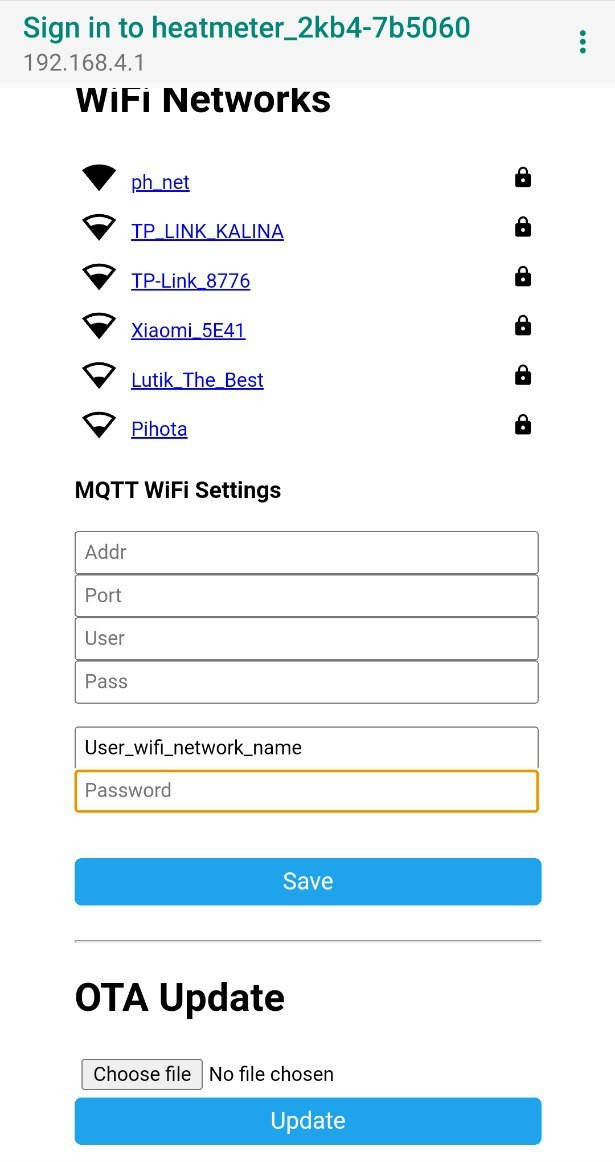 Sign in to heatmeter_2kb4-7b5060
192.168.4.1
WiFi Networks
ph_net
TP_LINK_KALINA
TP-Link_8776
Xiaomi_5E41
Lutik_The_Best
Pihota
MQTT WiFi Settings
Addr
Port
User
Pass
User_wifi_network_name
Password
Save
OTA Update
Choose file No file chosen
Update